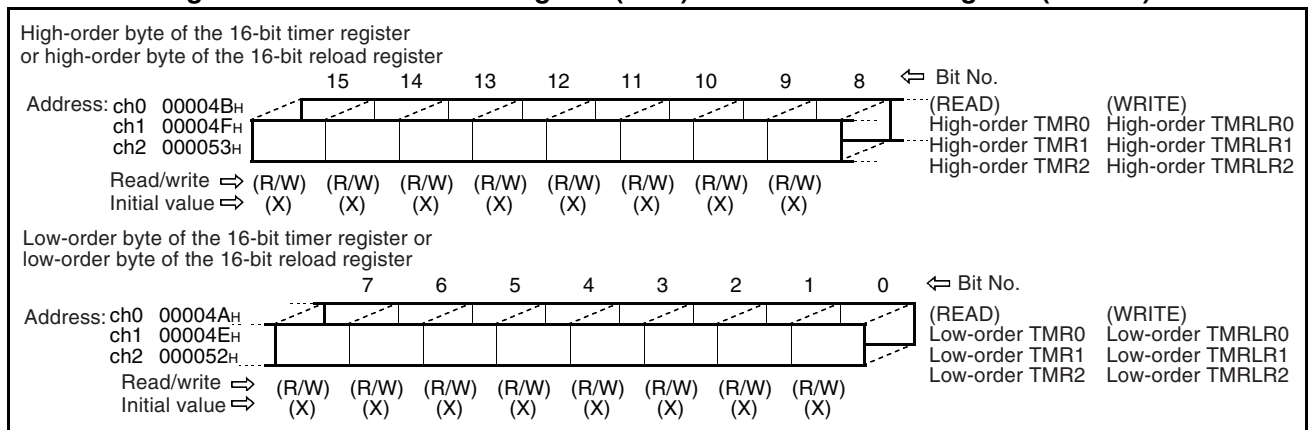 High-order byte of the 16-bit timer register
or high-order byte of the 16-bit reload register
15 14 13 12 11 10 9 8 ⇦ Bit No.
Address: ch0 00004BH (READ) (WRITE)
ch1 00004FH High-order TMR0 High-order TMRLR0
ch2 000053H High-order TMR1 High-order TMRLR1
High-order TMR2 High-order TMRLR2
Read/write ⇨ (R/W) (R/W) (R/W) (R/W) (R/W) (R/W) (R/W) (R/W)
Initial value ⇨ (X) (X) (X) (X) (X) (X) (X) (X)
Low-order byte of the 16-bit timer register or
low-order byte of the 16-bit reload register
7 6 5 4 3 2 1 0 ⇦ Bit No.
Address: ch0 00004AH (READ) (WRITE)
ch1 00004EH Low-order TMR0 Low-order TMRLR0
ch2 000052H Low-order TMR1 Low-order TMRLR1
Low-order TMR2 Low-order TMRLR2
Read/write ⇨ (R/W) (R/W) (R/W) (R/W) (R/W) (R/W) (R/W) (R/W)
Initial value ⇨ (X) (X) (X) (X) (X) (X) (X) (X)